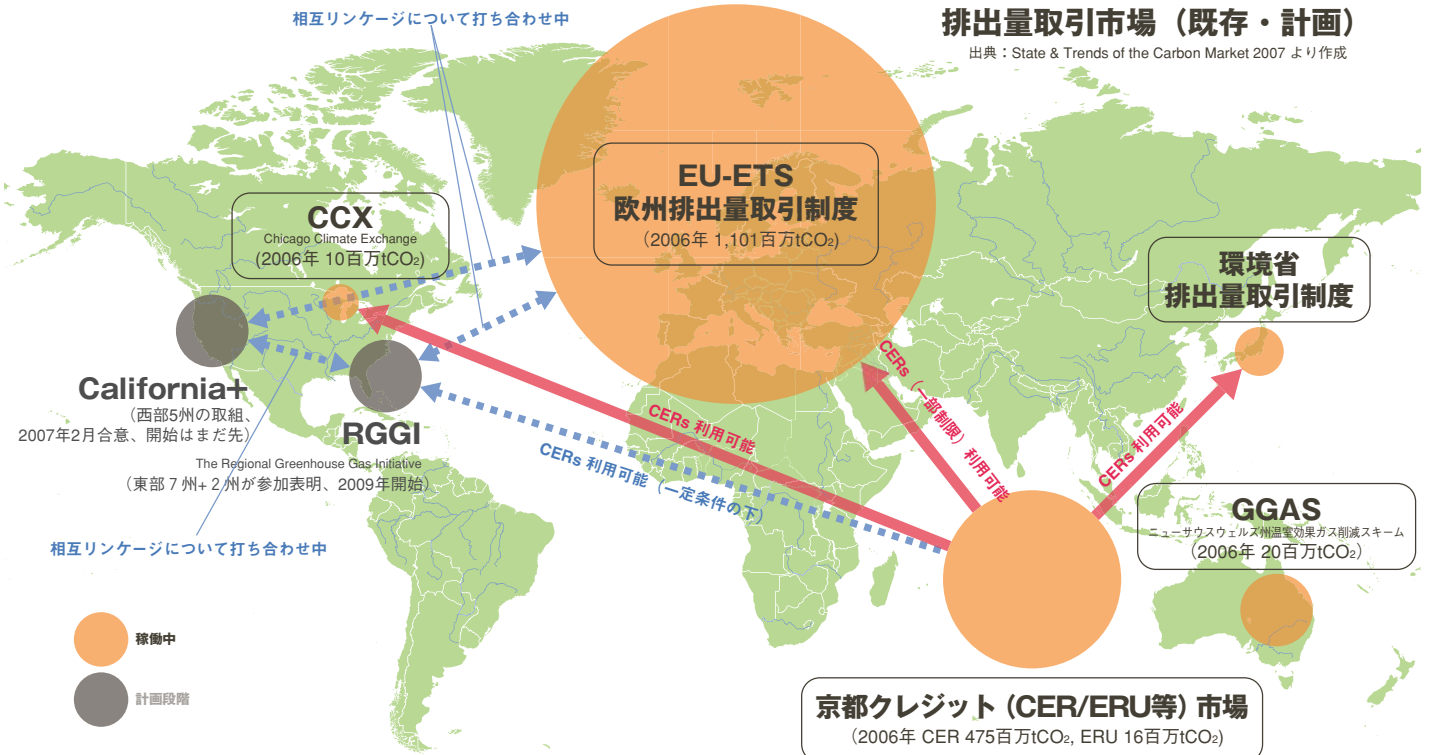 相互リンケージについて打ち合わせ中
排出量取引市場（既存・計画）
出典：State & Trends of the Carbon Market 2007 より作成
EU-ETS
欧州排出量取引制度
（2006年 1,101百万tCO₂）
CCX
Chicago Climate Exchange
(2006年 10百万tCO₂）
環境省
排出量取引制度
California+
（西部5州の取組、
2007年2月合意、開始はまだ先）
RGGI
The Regional Greenhouse Gas Initiative
（東部 7 州+ 2 州が参加表明、2009年開始）
CERs 利用可能
CERs 利用可能（一定条件の下）
CERs（一部制限）利用可能
CERs 利用可能
相互リンケージについて打ち合わせ中
GGAS
ニューサウスウェルズ州温室効果ガス削減スキーム
（2006年 20百万tCO₂）
稼働中
計画段階
京都クレジット（CER/ERU等）市場
（2006年 CER 475百万tCO₂, ERU 16百万tCO₂）